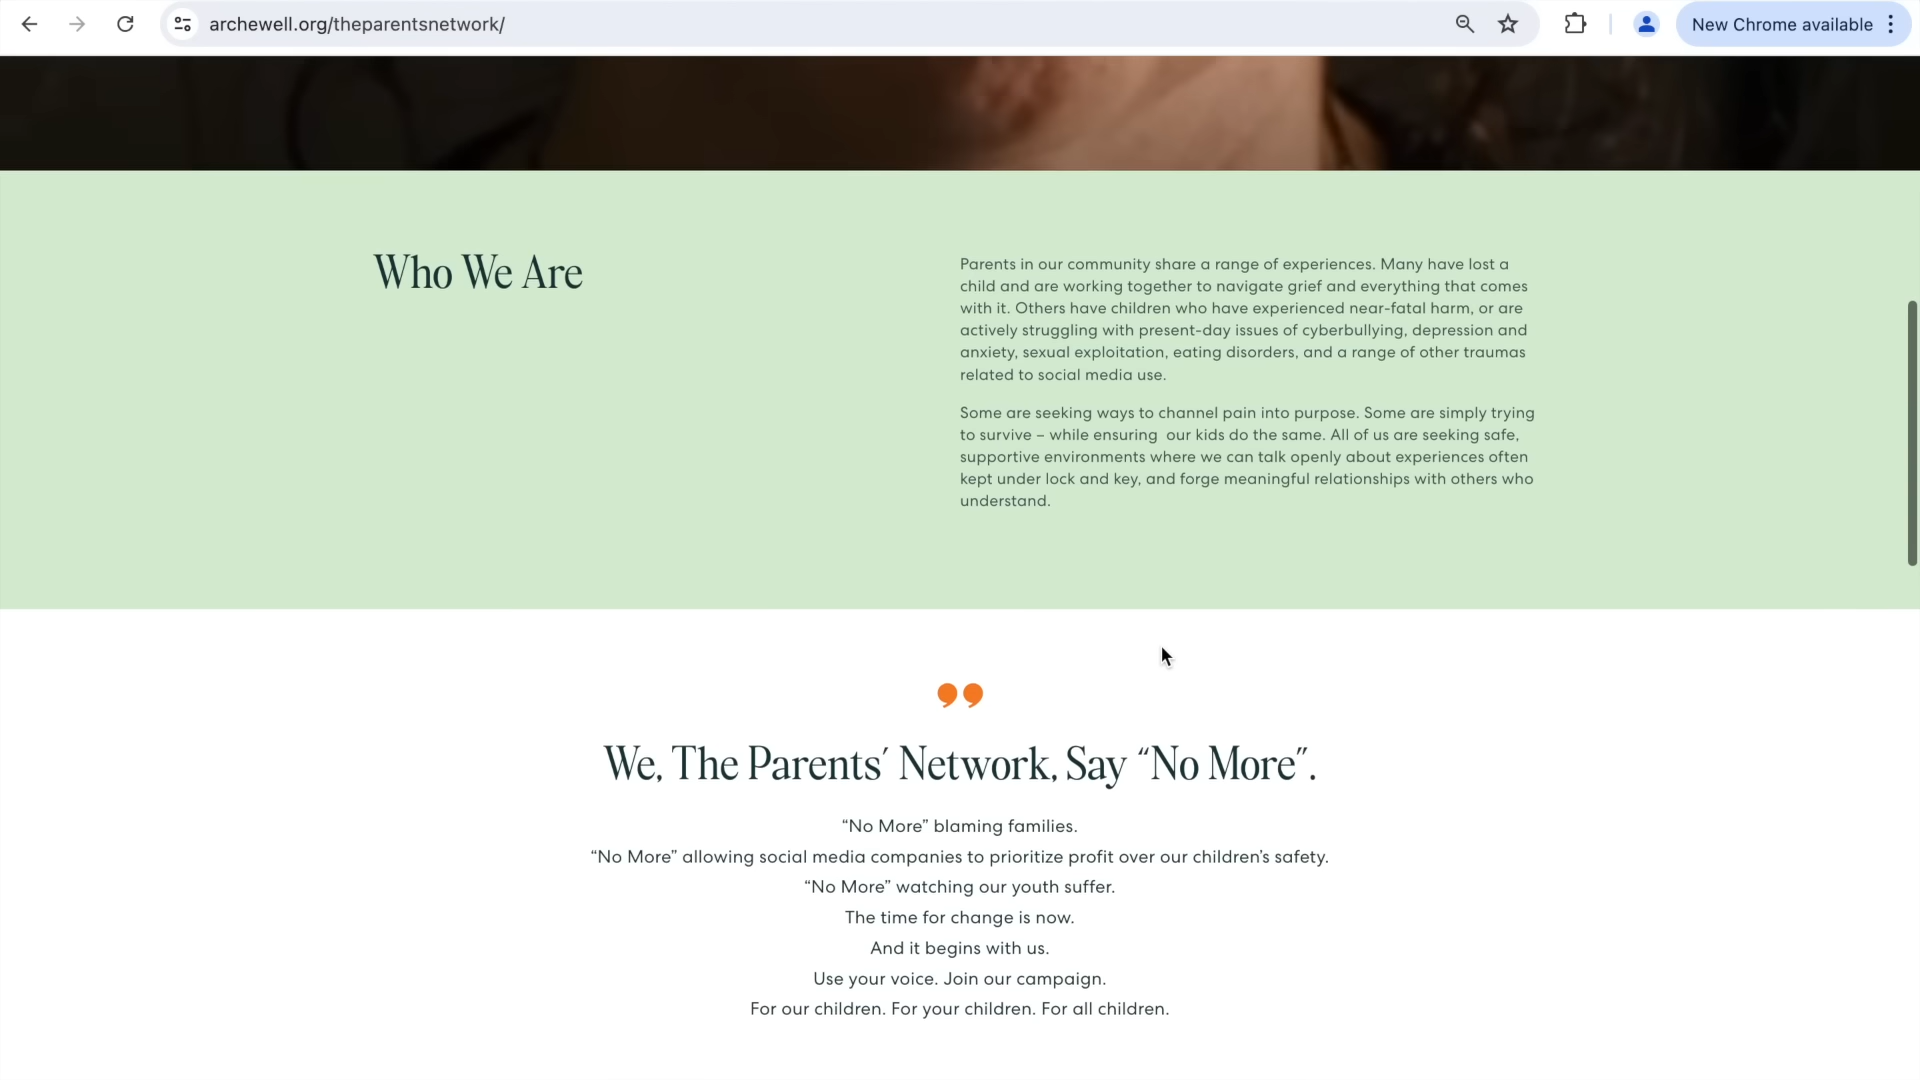 archewell.org/theparentsnetwork/
New Chrome available
Who We Are
Parents in our community share a range of experiences. Many have lost a
child and are working together to navigate grief and everything that comes
with it. Others have children who have experienced near-fatal harm, or are
actively struggling with present-day issues of cyberbullying, depression and
anxiety, sexual exploitation, eating disorders, and a range of other traumas
related to social media use.
Some are seeking ways to channel pain into purpose. Some are simply trying
to survive – while ensuring  our kids do the same. All of us are seeking safe,
supportive environments where we can talk openly about experiences often
kept under lock and key, and forge meaningful relationships with others who
understand.
”
We, The Parents’ Network, Say “No More”.
“No More” blaming families.
“No More” allowing social media companies to prioritize profit over our children’s safety.
“No More” watching our youth suffer.
The time for change is now.
And it begins with us.
Use your voice. Join our campaign.
For our children. For your children. For all children.